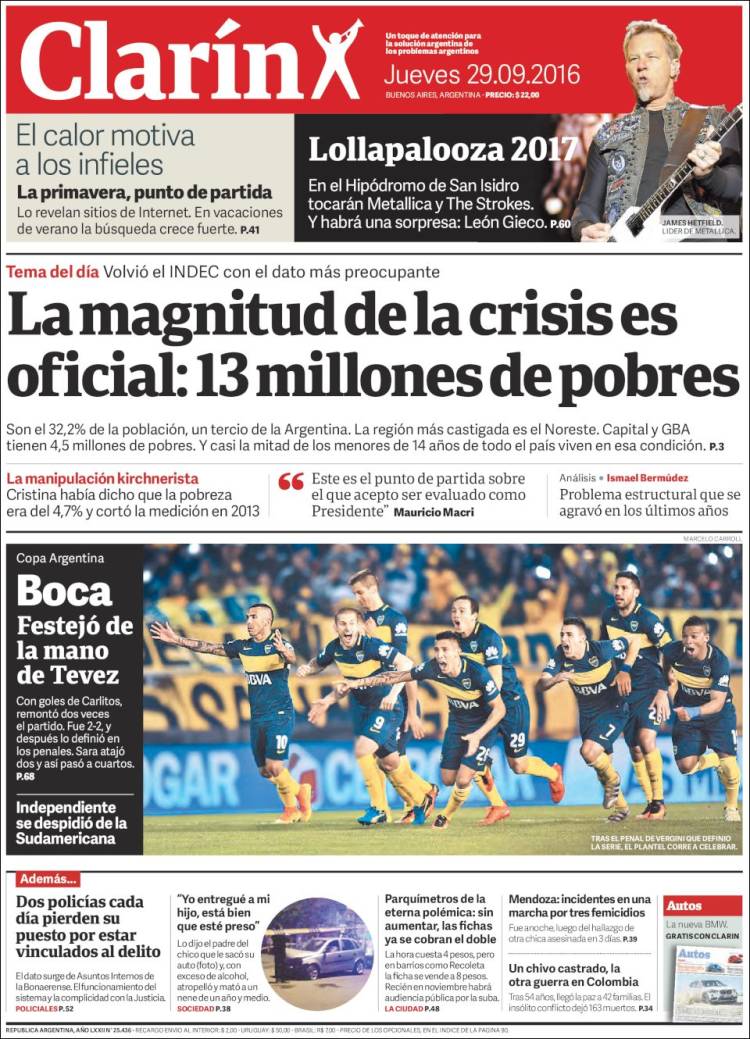 Clarín
Un toque de atención para
la solución argentina de
los problemas argentinos
Jueves 29.09.2016
BUENOS AIRES, ARGENTINA - PRECIO: $ 22,00
El calor motiva
a los infieles
La primavera, punto de partida
Lo revelan sitios de Internet. En vacaciones
de verano la búsqueda crece fuerte. P.41
Lollapalooza 2017
En el Hipódromo de San Isidro
tocarán Metallica y The Strokes.
Y habrá una sorpresa: León Gieco. P.60
JAMES HETFIELD.
LIDER DE METALLICA.
Tema del día Volvió el INDEC con el dato más preocupante
La magnitud de la crisis es
oficial: 13 millones de pobres
Son el 32,2% de la población, un tercio de la Argentina. La región más castigada es el Noreste. Capital y GBA
tienen 4,5 millones de pobres. Y casi la mitad de los menores de 14 años de todo el país viven en esa condición. P.3
La manipulación kirchnerista
Cristina había dicho que la pobreza
era del 4,7% y cortó la medición en 2013
“ Este es el punto de partida sobre
el que acepto ser evaluado como
Presidente” Mauricio Macri
Análisis • Ismael Bermúdez
Problema estructural que se
agravó en los últimos años
MARCELO CARROLL
Copa Argentina
Boca
Festejó de
la mano
de Tevez
Con goles de Carlitos,
remontó dos veces
el partido. Fue 2-2, y
después lo definió en
los penales. Sara atajó
dos y así pasó a cuartos.
P.68
Independiente
se despidió de la
Sudamericana
TRAS EL PENAL DE VERGINI QUE DEFINIO
LA SERIE, EL PLANTEL CORRE A CELEBRAR.
Además...
Dos policías cada
día pierden su
puesto por estar
vinculados al delito
El dato surge de Asuntos Internos de
la Bonaerense. El funcionamiento del
sistema y la complicidad con la Justicia.
POLICIALES P.52
“Yo entregué a mi
hijo, está bien
que esté preso”
Lo dijo el padre del
chico que le sacó su
auto (foto) y, con
exceso de alcohol,
atropelló y mató a un
nene de un año y medio.
SOCIEDAD P.38
Parquímetros de la
eterna polémica: sin
aumentar, las fichas
ya se cobran el doble
La hora cuesta 4 pesos, pero
en barrios como Recoleta
la ficha se vende a 8 pesos.
Recién en noviembre habrá
audiencia pública por la suba.
LA CIUDAD P.48
Mendoza: incidentes en una
marcha por tres femicidios
Fue anoche, luego del hallazgo de
otra chica asesinada en 3 días. P.39
Un chivo castrado, la
otra guerra en Colombia
Tras 54 años, llegó la paz a 42 familias. El
insólito conflicto dejó 163 muertos. P.34
Autos
La nueva BMW.
GRATIS CON CLARIN
Autos
REPUBLICA ARGENTINA, AÑO LXXII N° 25.436 - RECARGO ENVIO AL INTERIOR: $ 2,00 - URUGUAY: $ 50,00 - BRASIL: R$ 7,00 - PRECIO DE LOS OPCIONALES, EN EL INDICE DE LA PAGINA 90.